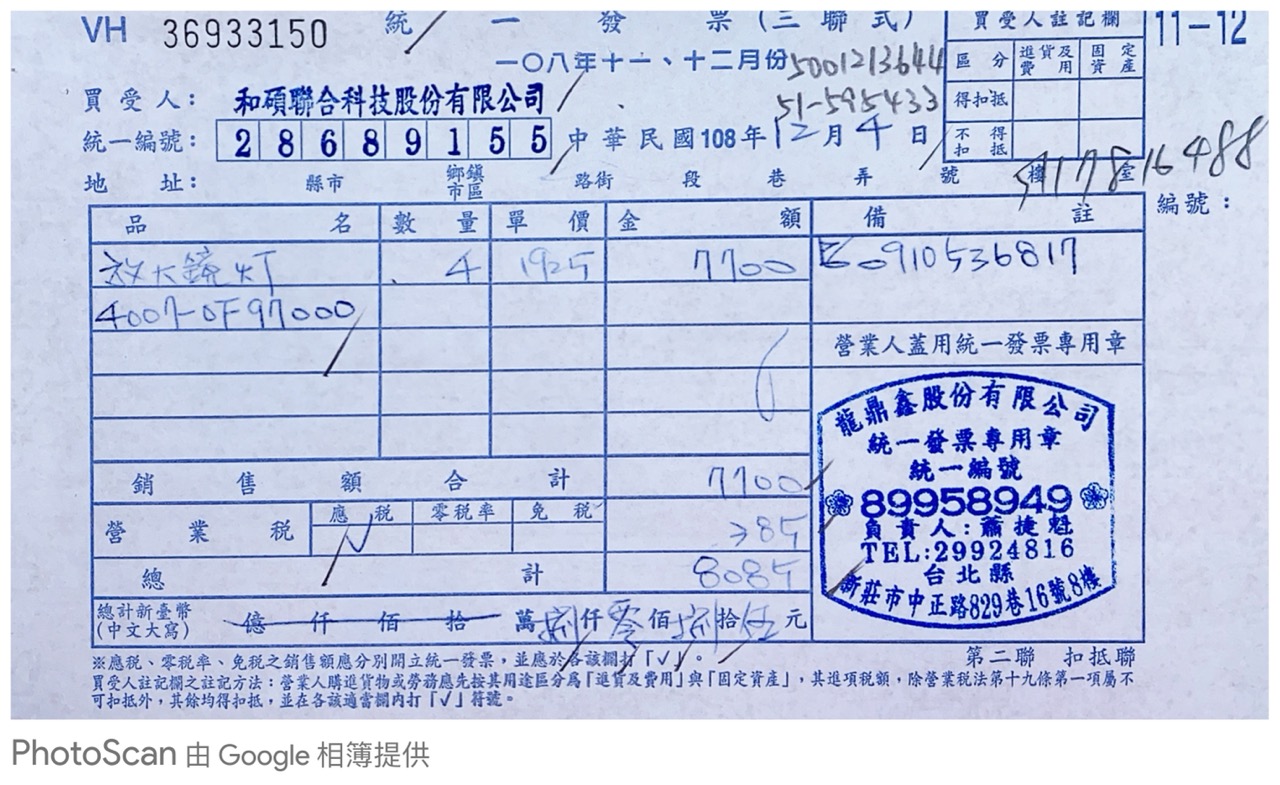 VH 36933150 統一發票(三聯式)
一〇八年十一、十二月份
5001213644
51-595433
買受人註記欄
區分 進貨及費用 固定資產
得扣抵
不得扣抵
11-12
買受人: 和碩聯合科技股份有限公司
統一編號: 28689155 中華民國108年12月4日
地址: 縣市 鄉鎮市區 路街 段 巷 弄 號 樓 室
16488
編號:
品名 數量 單價 金額 備註
放大鏡灯 4 1925 7700
0910536817
4007-0F97000
營業人蓋用統一發票專用章
龍鼎鑫股份有限公司
統一發票專用章
統一編號
89958949
負責人:蕭捷魁
TEL:29924816
台北縣
新莊市中正路829巷16號8樓
銷售額合計 7700
營業稅 應稅 √ 零稅率 免稅 385
總計 8085
總計新臺幣(中文大寫) 億仟佰拾萬捌仟零佰捌拾伍元
第二聯 扣抵聯
※應稅、零稅率、免稅之銷售額應分別開立統一發票,並應於各該欄打「√」。
買受人註記欄之註記方法:營業人購進貨物或勞務應先按其用途區分為「進貨及費用」與「固定資產」,其進項稅額,除營業稅法第十九條第一項屬不
可扣抵外,其餘均得扣抵,並在各該適當欄內打「√」符號。
PhotoScan 由 Google 相簿提供